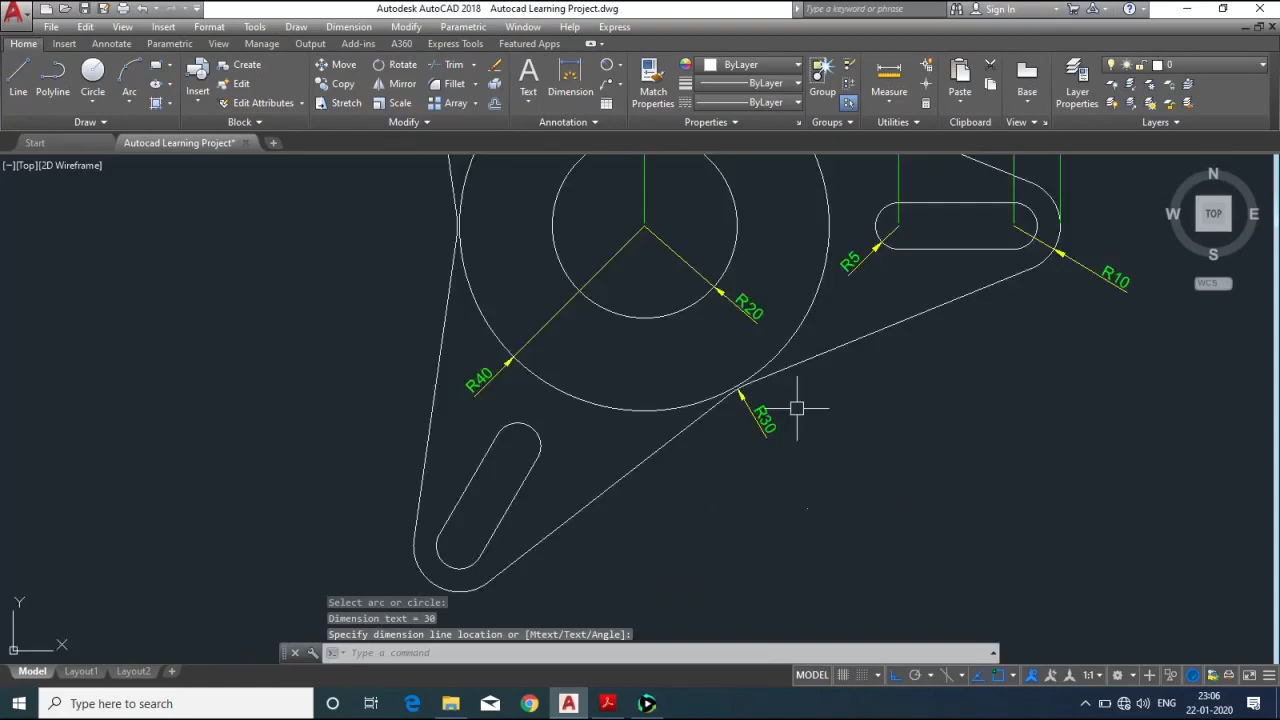 Autodesk AutoCAD 2018 Autocad Learning Project.dwg
Type a keyword or phrase
Sign In
File Edit View Insert Format Tools Draw Dimension Modify Parametric Window Help Express
Home Insert Annotate Parametric View Manage Output Add-ins A360 Express Tools Featured Apps
Line
Polyline
Circle
Arc
Insert
Create
Edit
Edit Attributes
Move
Rotate
Trim
Copy
Mirror
Fillet
Stretch
Scale
Array
Text
Dimension
Match
Properties
ByLayer
ByLayer
ByLayer
Group
Measure
Paste
Base
Layer
Properties
0
Draw
Block
Modify
Annotation
Properties
Groups
Utilities
Clipboard
View
Layers
Start
Autocad Learning Project*
[−][Top][2D Wireframe]
N
W
TOP
E
S
WCS
R5
R10
R20
R40
R30
Y
X
Select arc or circle:
Dimension text = 30
Specify dimension line location or [Mtext/Text/Angle]:
Type a command
Model Layout1 Layout2
MODEL
1:1
Type here to search
ENG
23:06
22-01-2020